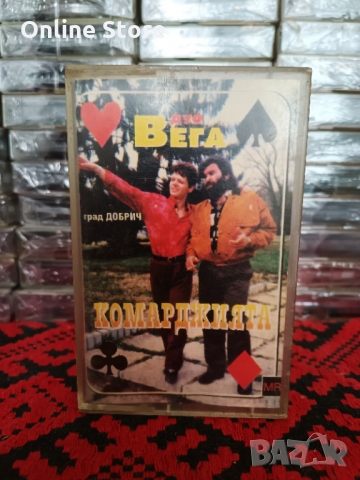 Online Store
дуо
ВЕГА
град ДОБРИЧ
КОМАРДЖИЯТА
MR
BAZAR